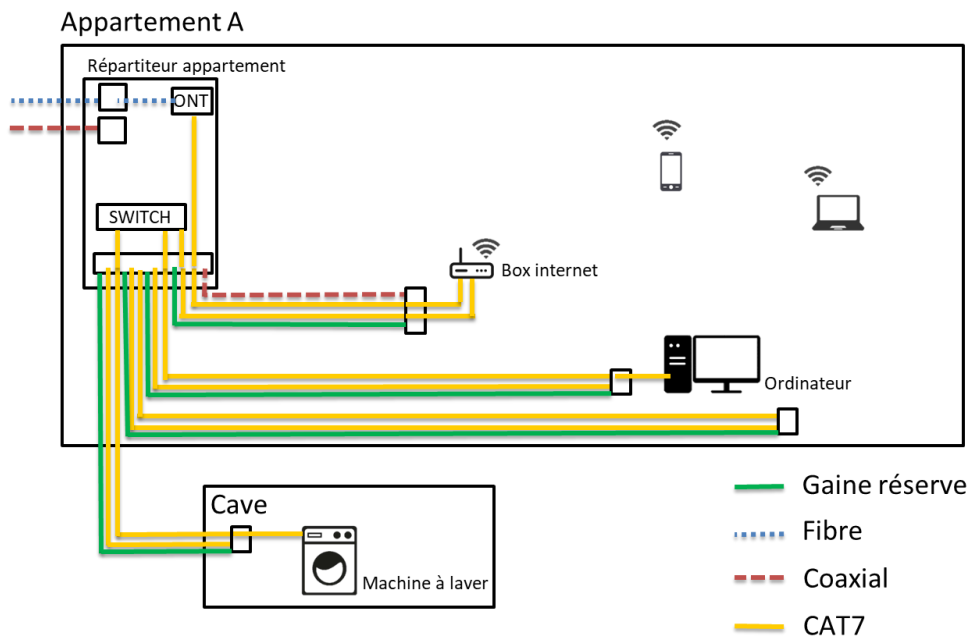 Appartement A
Répartiteur appartement
ONT
SWITCH
Box internet
Ordinateur
Cave
Machine à laver
Gaine réserve
Fibre
Coaxial
CAT7